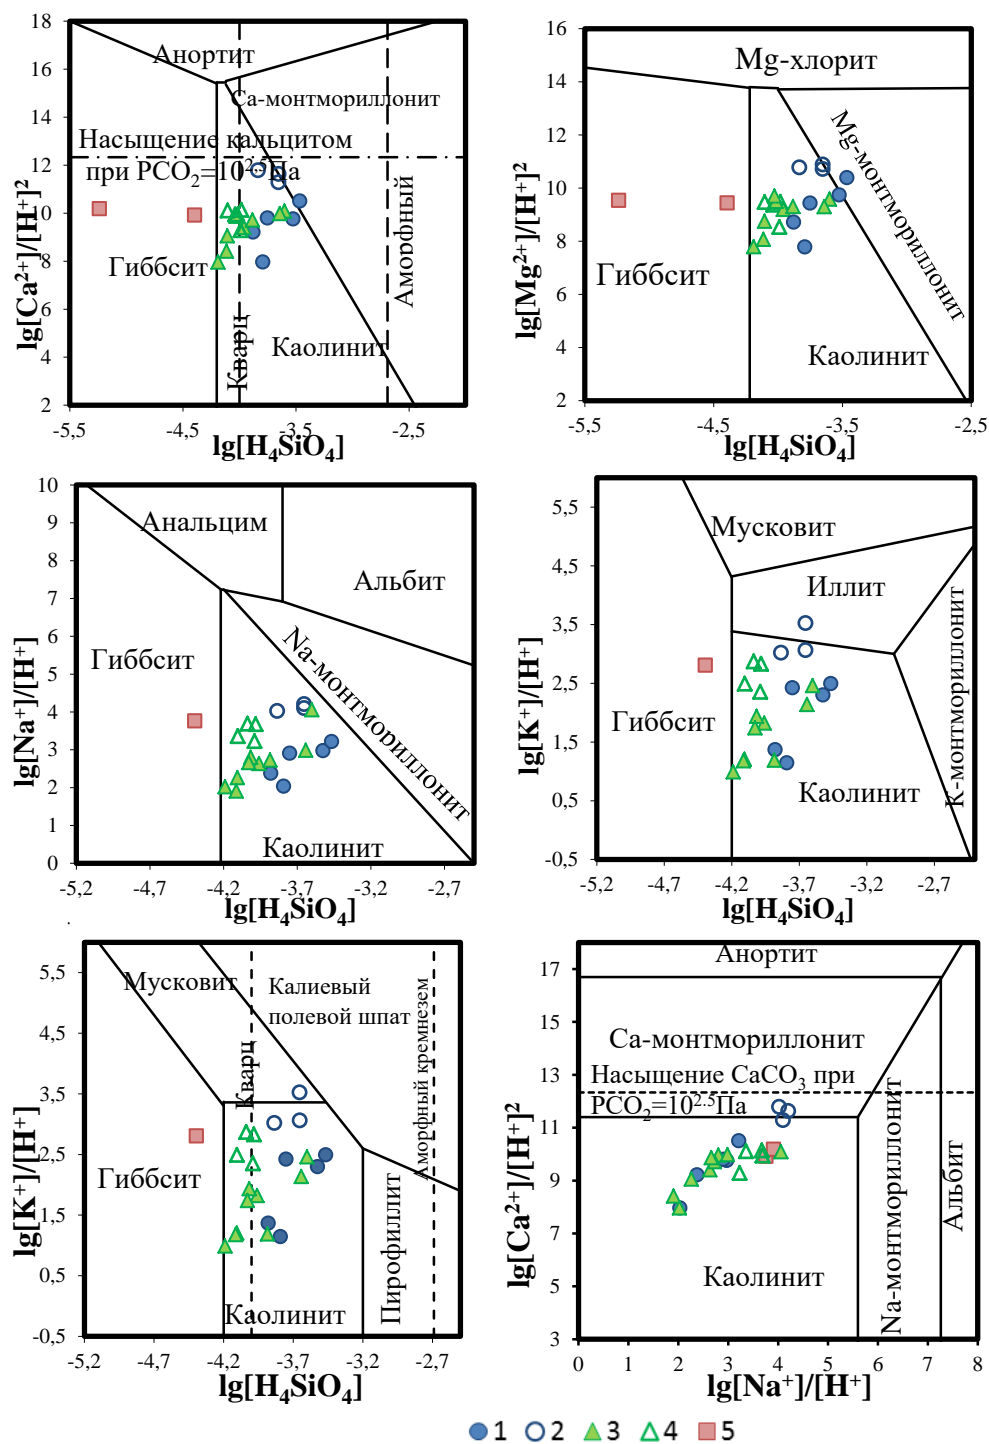 18
16
14
12
10
8
6
4
2
lg[Ca²⁺]/[H⁺]²
Анортит
Ca-монтмориллонит
Насыщение кальцитом
при PCO₂=10²·⁵Па
Гиббсит
Кварц
Каолинит
Аморфный
-5,5 -4,5 -3,5 -2,5
lg[H₄SiO₄]
16
14
12
10
8
6
4
2
lg[Mg²⁺]/[H⁺]²
Mg-хлорит
Mg-монтмориллонит
Гиббсит
Каолинит
-5,5 -4,5 -3,5 -2,5
lg[H₄SiO₄]
10
9
8
7
6
5
4
3
2
1
0
lg[Na⁺]/[H⁺]
Анальцим
Альбит
Na-монтмориллонит
Гиббсит
Каолинит
-5,2 -4,7 -4,2 -3,7 -3,2 -2,7
lg[H₄SiO₄]
5,5
4,5
3,5
2,5
1,5
0,5
-0,5
lg[K⁺]/[H⁺]
Мусковит
Иллит
К-монтмориллонит
Гиббсит
Каолинит
-5,2 -4,7 -4,2 -3,7 -3,2 -2,7
lg[H₄SiO₄]
5,5
4,5
3,5
2,5
1,5
0,5
-0,5
lg[K⁺]/[H⁺]
Мусковит
Калиевый
полевой шпат
Кварц
Аморфный кремнезем
Гиббсит
Пирофиллит
Каолинит
-5,2 -4,7 -4,2 -3,7 -3,2 -2,7
lg[H₄SiO₄]
17
15
13
11
9
7
5
3
lg[Ca²⁺]/[H⁺]²
Анортит
Ca-монтмориллонит
Насыщение CaCO₃ при
PCO₂=10²·⁵Па
Каолинит
Na-монтмориллонит
Альбит
0 1 2 3 4 5 6 7 8
lg[Na⁺]/[H⁺]
1 2 3 4 5